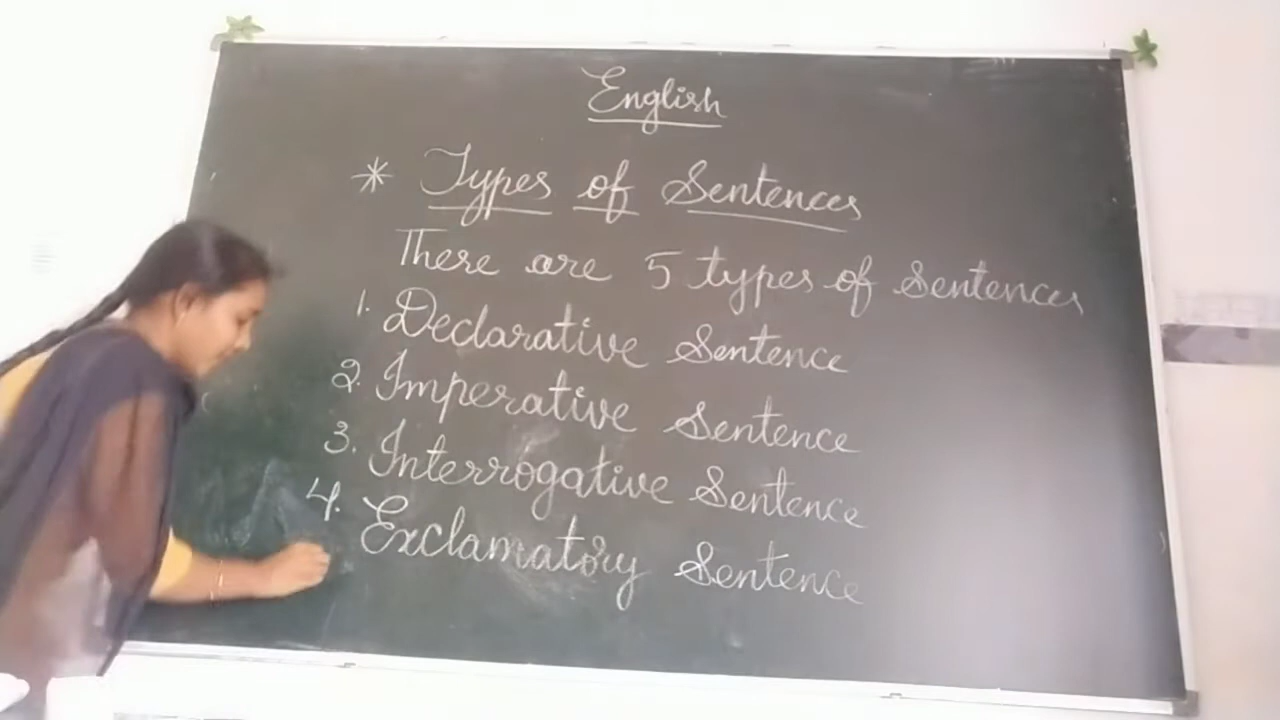 English
* Types of Sentences
There are 5 types of Sentences
1. Declarative Sentence
2. Imperative Sentence
3. Interrogative Sentence
4. Exclamatory Sentence